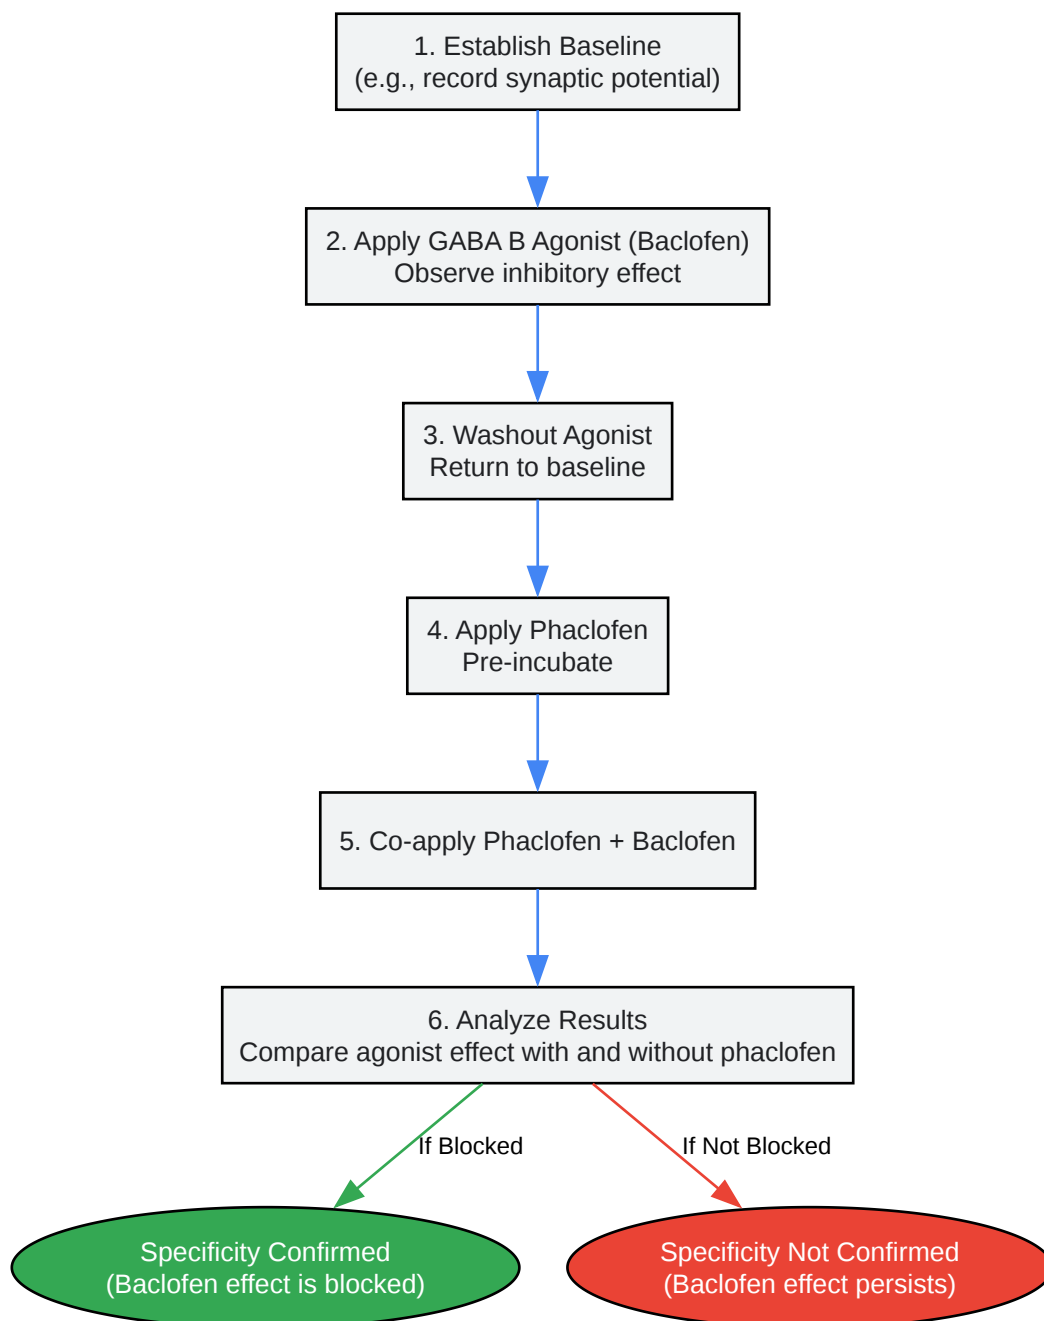 1. Establish Baseline
(e.g., record synaptic potential)
2. Apply GABA B Agonist (Baclofen)
Observe inhibitory effect
3. Washout Agonist
Return to baseline
4. Apply Phaclofen
Pre-incubate
5. Co-apply Phaclofen + Baclofen
6. Analyze Results
Compare agonist effect with and without phaclofen
If Blocked
If Not Blocked
Specificity Confirmed
(Baclofen effect is blocked)
Specificity Not Confirmed
(Baclofen effect persists)